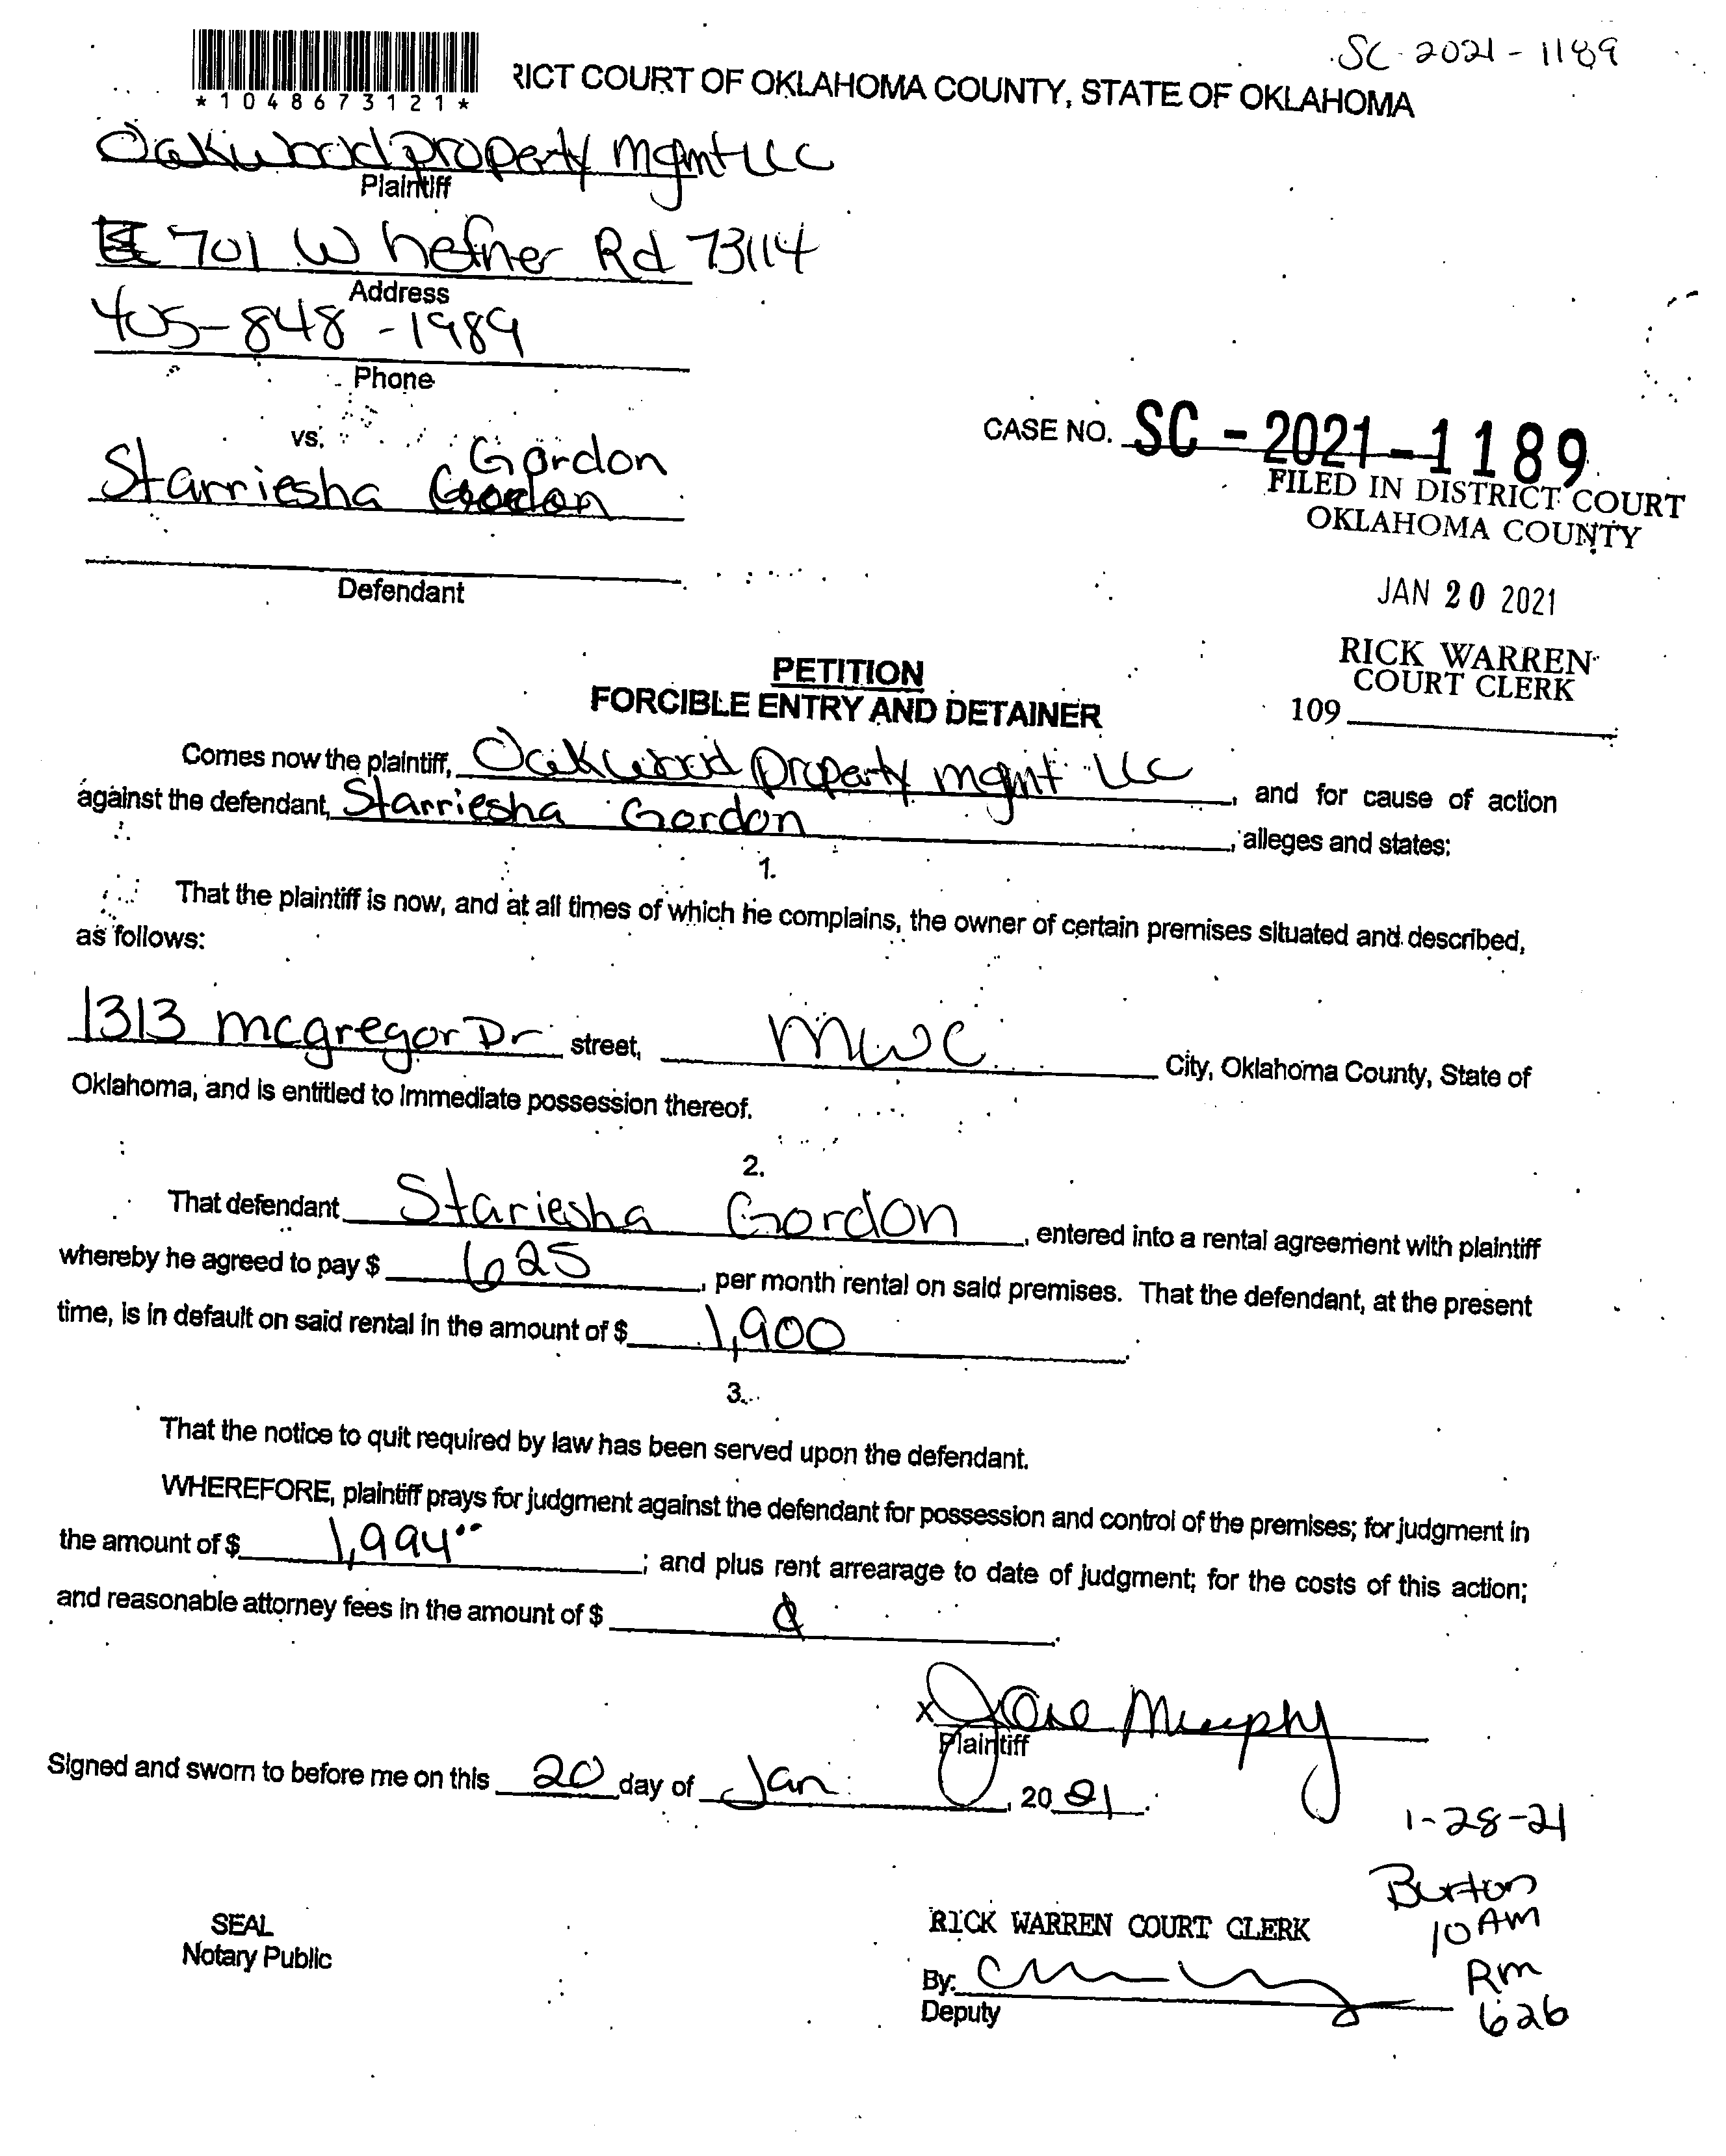 SC-2021-1189
*1048673121*
RICT COURT OF OKLAHOMA COUNTY, STATE OF OKLAHOMA
Oakwood property mgmt LLC
Plaintiff
701 W hefner Rd 73114
Address
405-848-1989
Phone
vs.
Gordon
Starriesha
Defendant
CASE NO. SC-2021-1189
FILED IN DISTRICT COURT
OKLAHOMA COUNTY
JAN 20 2021
RICK WARREN
COURT CLERK
109
PETITION
FORCIBLE ENTRY AND DETAINER
Comes now the plaintiff, Oakwood property mgmt LLC, and for cause of action
against the defendant, Starriesha Gordon, alleges and states:
1.
That the plaintiff is now, and at all times of which he complains, the owner of certain premises situated and described,
as follows:
1313 mcgregor Dr street, MWC City, Oklahoma County, State of
Oklahoma, and is entitled to immediate possession thereof.
2.
That defendant Stariesha Gordon, entered into a rental agreement with plaintiff
whereby he agreed to pay $ 625, per month rental on said premises. That the defendant, at the present
time, is in default on said rental in the amount of $ 1,900.
3.
That the notice to quit required by law has been served upon the defendant.
WHEREFORE, plaintiff prays for judgment against the defendant for possession and control of the premises; for judgment in
the amount of $ 1,994.00; and plus rent arrearage to date of judgment; for the costs of this action;
and reasonable attorney fees in the amount of $
x Jane Murphy
Plaintiff
Signed and sworn to before me on this 20 day of Jan, 2021.
1-28-21
Burton
10 AM
Rm
626
SEAL
Notary Public
RICK WARREN COURT CLERK
By:
Deputy